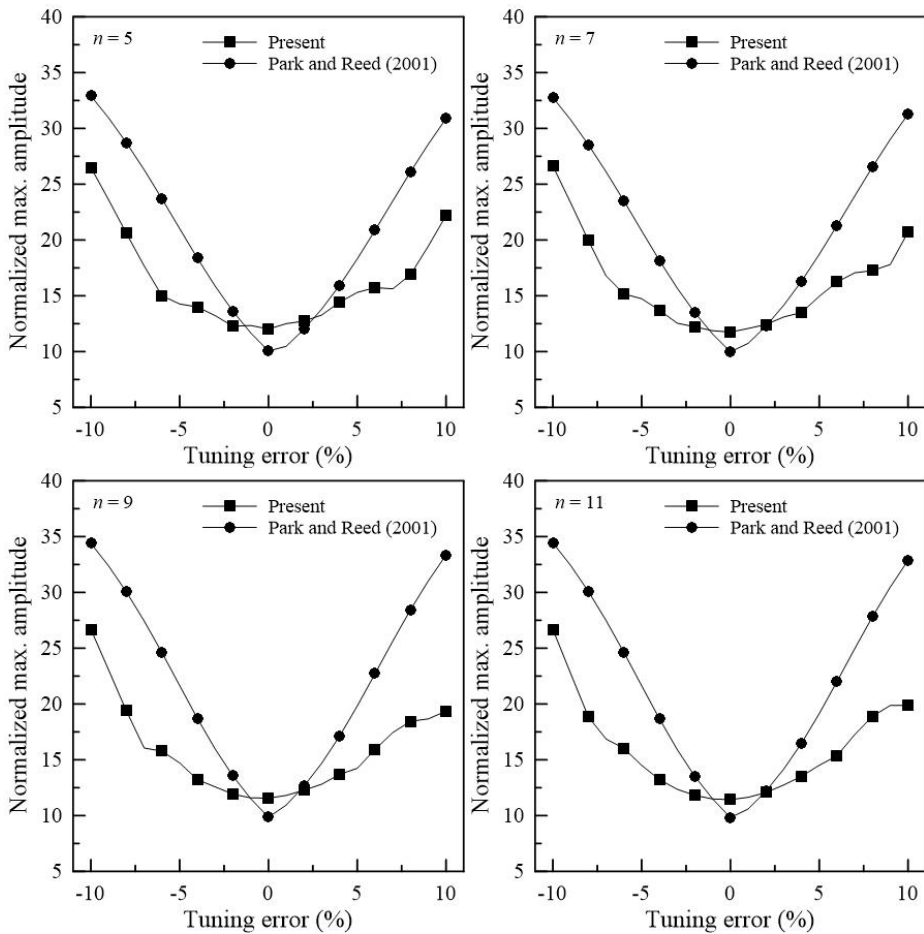 n = 5
Present
Park and Reed (2001)
Normalized max. amplitude
40
35
30
25
20
15
10
5
-10 -5 0 5 10
Tuning error (%)
n = 7
Present
Park and Reed (2001)
Normalized max. amplitude
40
35
30
25
20
15
10
5
-10 -5 0 5 10
Tuning error (%)
n = 9
Present
Park and Reed (2001)
Normalized max. amplitude
40
35
30
25
20
15
10
5
-10 -5 0 5 10
Tuning error (%)
n = 11
Present
Park and Reed (2001)
Normalized max. amplitude
40
35
30
25
20
15
10
5
-10 -5 0 5 10
Tuning error (%)